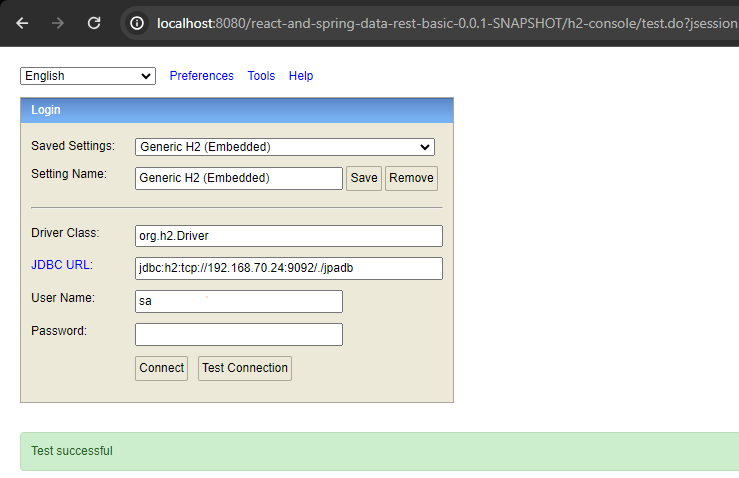 localhost:8080/react-and-spring-data-rest-basic-0.0.1-SNAPSHOT/h2-console/test.do?jsession
English Preferences Tools Help
Login
Saved Settings: Generic H2 (Embedded)
Setting Name: Generic H2 (Embedded) Save Remove
Driver Class: org.h2.Driver
JDBC URL: jdbc:h2:tcp://192.168.70.24:9092/./jpadb
User Name: sa
Password:
Connect Test Connection
Test successful